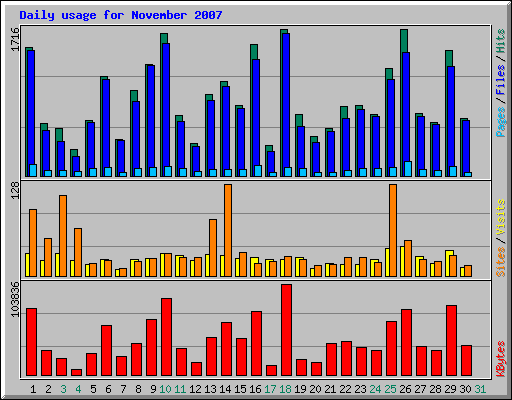 Daily usage for November 2007
1716
Pages / Files / Hits
128
Sites / Visits
103836
KBytes
1 2 3 4 5 6 7 8 9 10 11 12 13 14 15 16 17 18 19 20 21 22 23 24 25 26 27 28 29 30 31